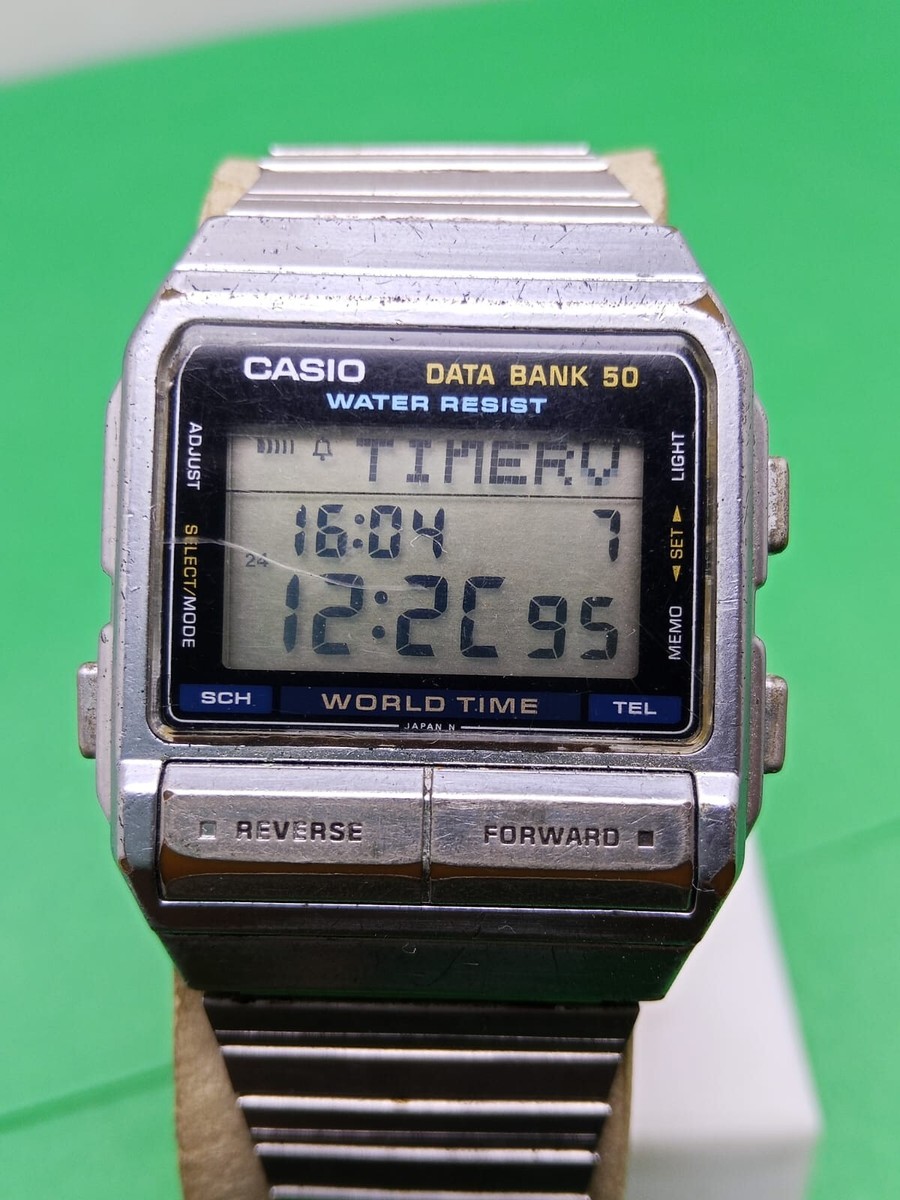 CASIO DATA BANK 50
WATER RESIST
ADJUST
SELECT/MODE
LIGHT
◄ SET ►
MEMO
TIMERV
16:04 7
24
12:2C 95
SCH WORLD TIME TEL
JAPAN N
REVERSE FORWARD